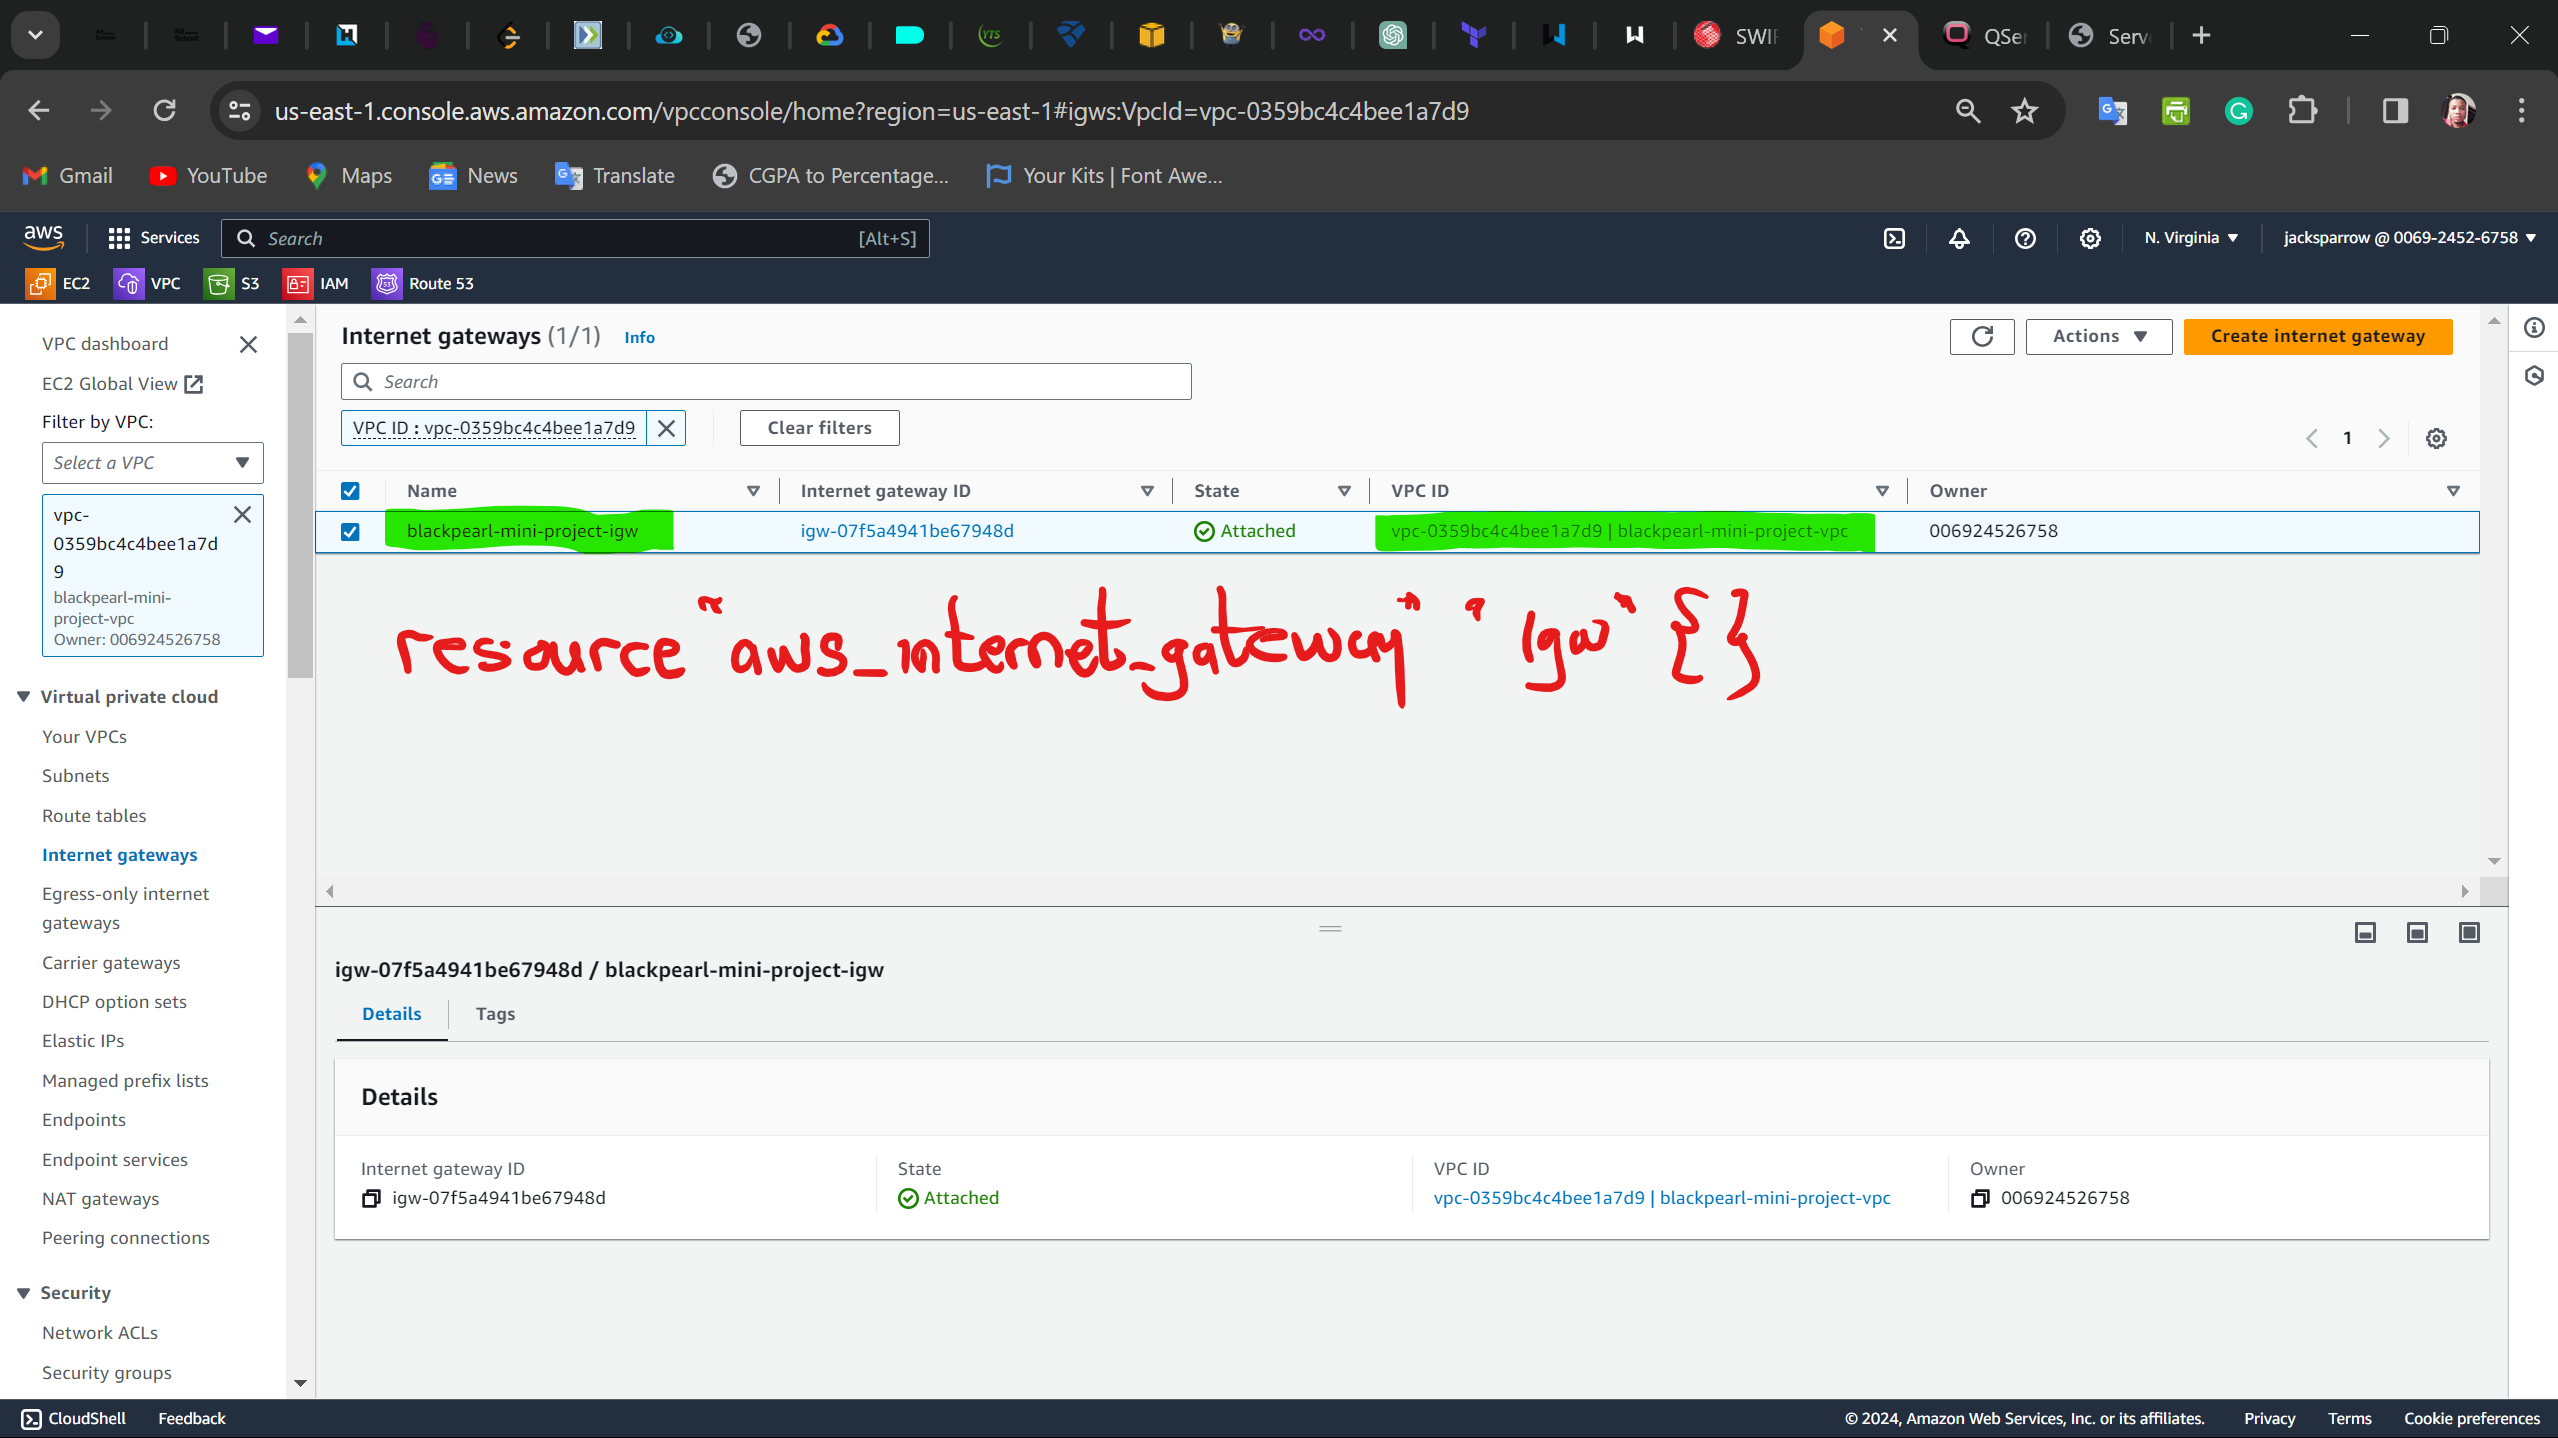 SWIF
QSer
Serv
us-east-1.console.aws.amazon.com/vpcconsole/home?region=us-east-1#igws:VpcId=vpc-0359bc4c4bee1a7d9
Gmail YouTube Maps News Translate CGPA to Percentage... Your Kits | Font Awe...
aws Services Search [Alt+S] N. Virginia jacksparrow @ 0069-2452-6758
EC2 VPC S3 IAM Route 53
VPC dashboard
EC2 Global View
Filter by VPC:
Select a VPC
vpc-
0359bc4c4bee1a7d
9
blackpearl-mini-
project-vpc
Owner: 006924526758
Virtual private cloud
Your VPCs
Subnets
Route tables
Internet gateways
Egress-only internet
gateways
Carrier gateways
DHCP option sets
Elastic IPs
Managed prefix lists
Endpoints
Endpoint services
NAT gateways
Peering connections
Security
Network ACLs
Security groups
Internet gateways (1/1) Info
Actions Create internet gateway
Search
VPC ID : vpc-0359bc4c4bee1a7d9 Clear filters
1
Name Internet gateway ID State VPC ID Owner
blackpearl-mini-project-igw igw-07f5a4941be67948d Attached vpc-0359bc4c4bee1a7d9 | blackpearl-mini-project-vpc 006924526758
resource "aws_internet_gateway" "igw" {}
igw-07f5a4941be67948d / blackpearl-mini-project-igw
Details Tags
Details
Internet gateway ID State VPC ID Owner
igw-07f5a4941be67948d Attached vpc-0359bc4c4bee1a7d9 | blackpearl-mini-project-vpc 006924526758
CloudShell Feedback © 2024, Amazon Web Services, Inc. or its affiliates. Privacy Terms Cookie preferences